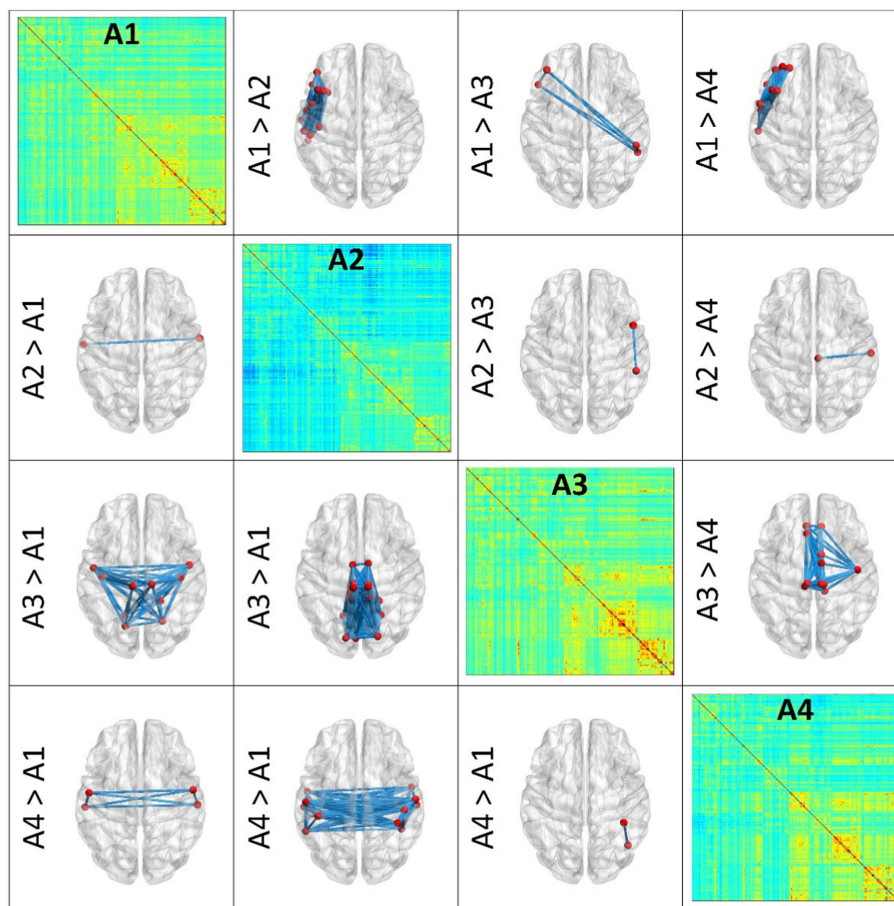 A1
A1 > A2
A1 > A3
A1 > A4
A2 > A1
A2
A2 > A3
A2 > A4
A3 > A1
A3 > A1
A3
A3 > A4
A4 > A1
A4 > A1
A4 > A1
A4